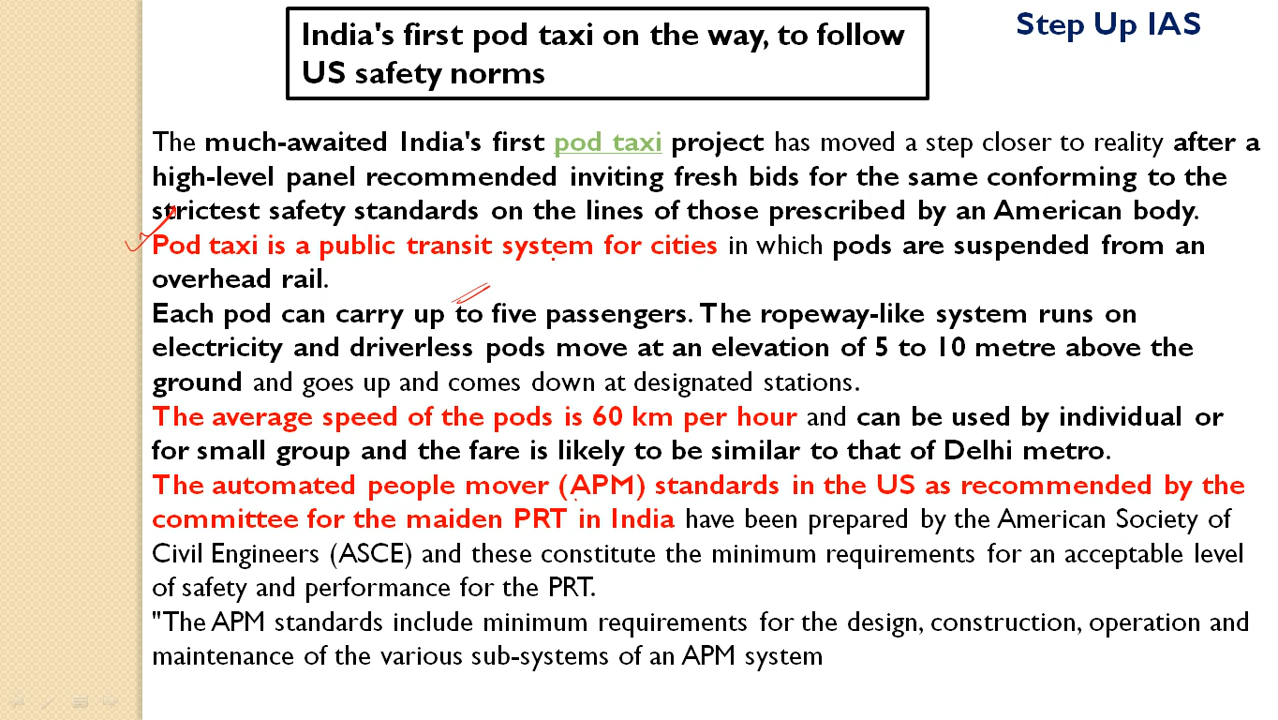 Step Up IAS
India's first pod taxi on the way, to follow
US safety norms
The much-awaited India's first pod taxi project has moved a step closer to reality after a
high-level panel recommended inviting fresh bids for the same conforming to the
strictest safety standards on the lines of those prescribed by an American body.
Pod taxi is a public transit system for cities in which pods are suspended from an
overhead rail.
Each pod can carry up to five passengers. The ropeway-like system runs on
electricity and driverless pods move at an elevation of 5 to 10 metre above the
ground and goes up and comes down at designated stations.
The average speed of the pods is 60 km per hour and can be used by individual or
for small group and the fare is likely to be similar to that of Delhi metro.
The automated people mover (APM) standards in the US as recommended by the
committee for the maiden PRT in India have been prepared by the American Society of
Civil Engineers (ASCE) and these constitute the minimum requirements for an acceptable level
of safety and performance for the PRT.
"The APM standards include minimum requirements for the design, construction, operation and
maintenance of the various sub-systems of an APM system